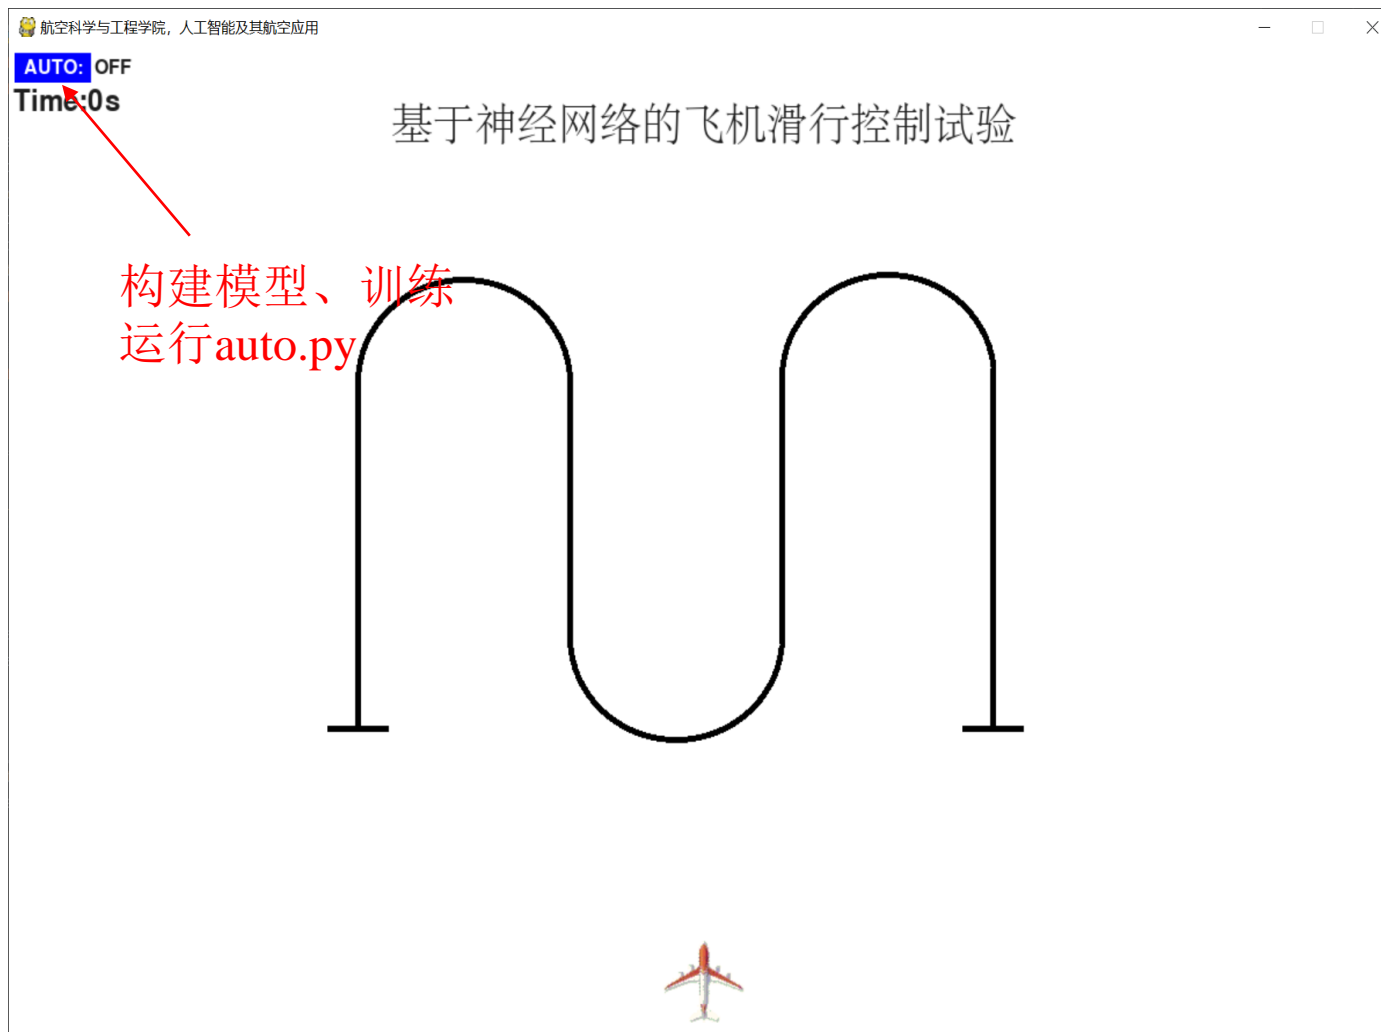 航空科学与工程学院，人工智能及其航空应用
AUTO: OFF
Time:0s
基于神经网络的飞机滑行控制试验
构建模型、训练
运行auto.py